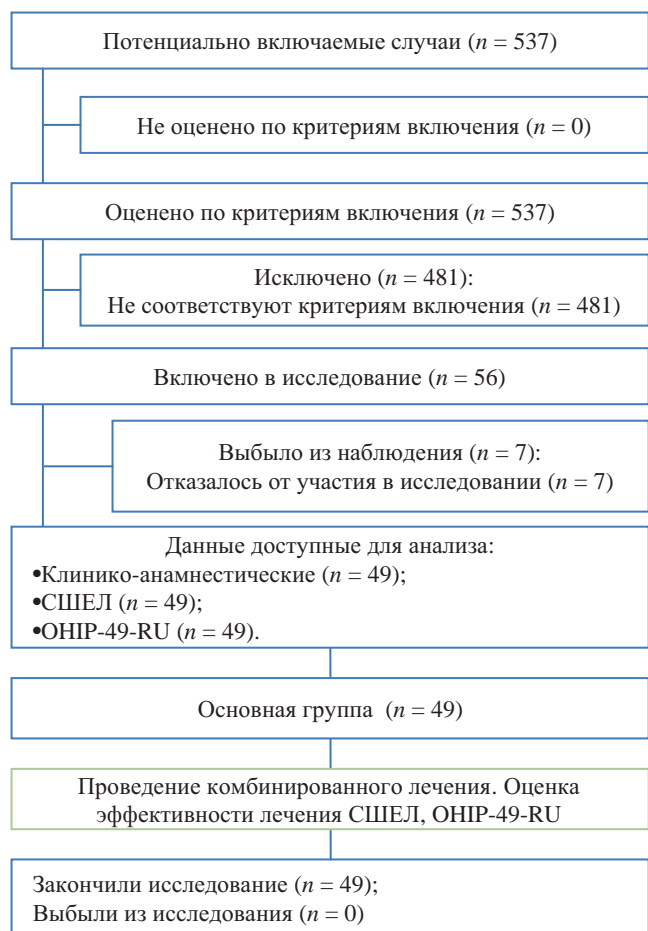 Потенциально включаемые случаи (n = 537)
Не оценено по критериям включения (n = 0)
Оценено по критериям включения (n = 537)
Исключено (n = 481):
Не соответствуют критериям включения (n = 481)
Включено в исследование (n = 56)
Выбыло из наблюдения (n = 7):
Отказалось от участия в исследовании (n = 7)
Данные доступные для анализа:
•Клинико-анамнестические (n = 49);
•СШЕЛ (n = 49);
•OHIP-49-RU (n = 49).
Основная группа (n = 49)
Проведение комбинированного лечения. Оценка
эффективности лечения СШЕЛ, OHIP-49-RU
Закончили исследование (n = 49);
Выбыли из исследования (n = 0)